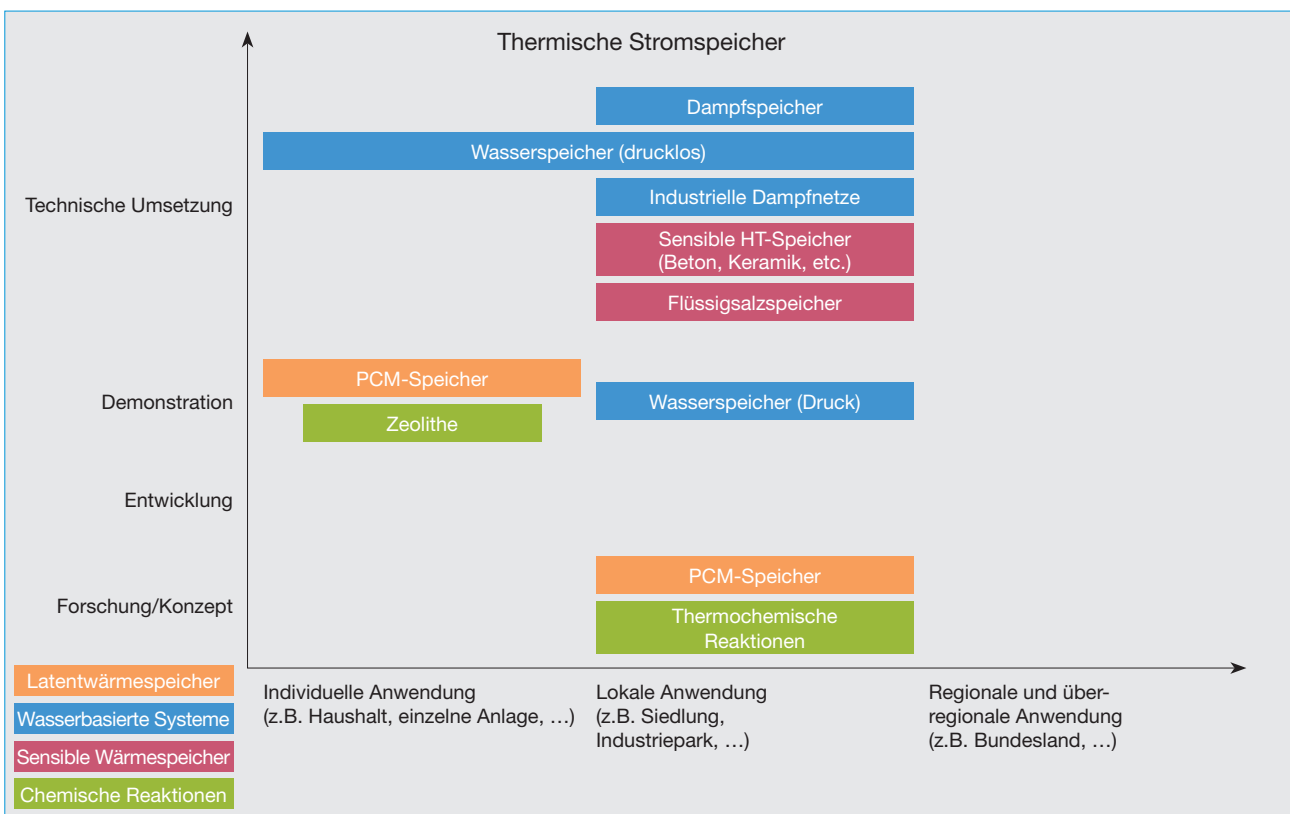 Thermische Stromspeicher
Dampfspeicher
Wasserspeicher (drucklos)
Technische Umsetzung
Industrielle Dampfnetze
Sensible HT-Speicher
(Beton, Keramik, etc.)
Flüssigsalzspeicher
PCM-Speicher
Demonstration
Wasserspeicher (Druck)
Zeolithe
Entwicklung
PCM-Speicher
Forschung/Konzept
Thermochemische
Reaktionen
Latentwärmespeicher
Wasserbasierte Systeme
Sensible Wärmespeicher
Chemische Reaktionen
Individuelle Anwendung
(z.B. Haushalt, einzelne Anlage, …)
Lokale Anwendung
(z.B. Siedlung,
Industriepark, …)
Regionale und über-
regionale Anwendung
(z.B. Bundesland, …)